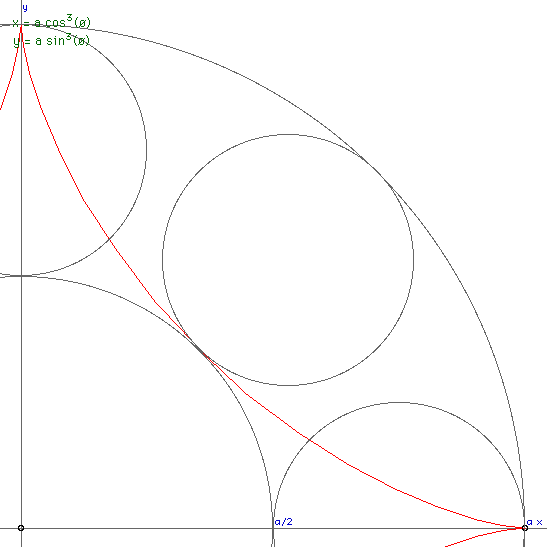 y
x = a cos³(ø)
y = a sin³(ø)
a/2
a x